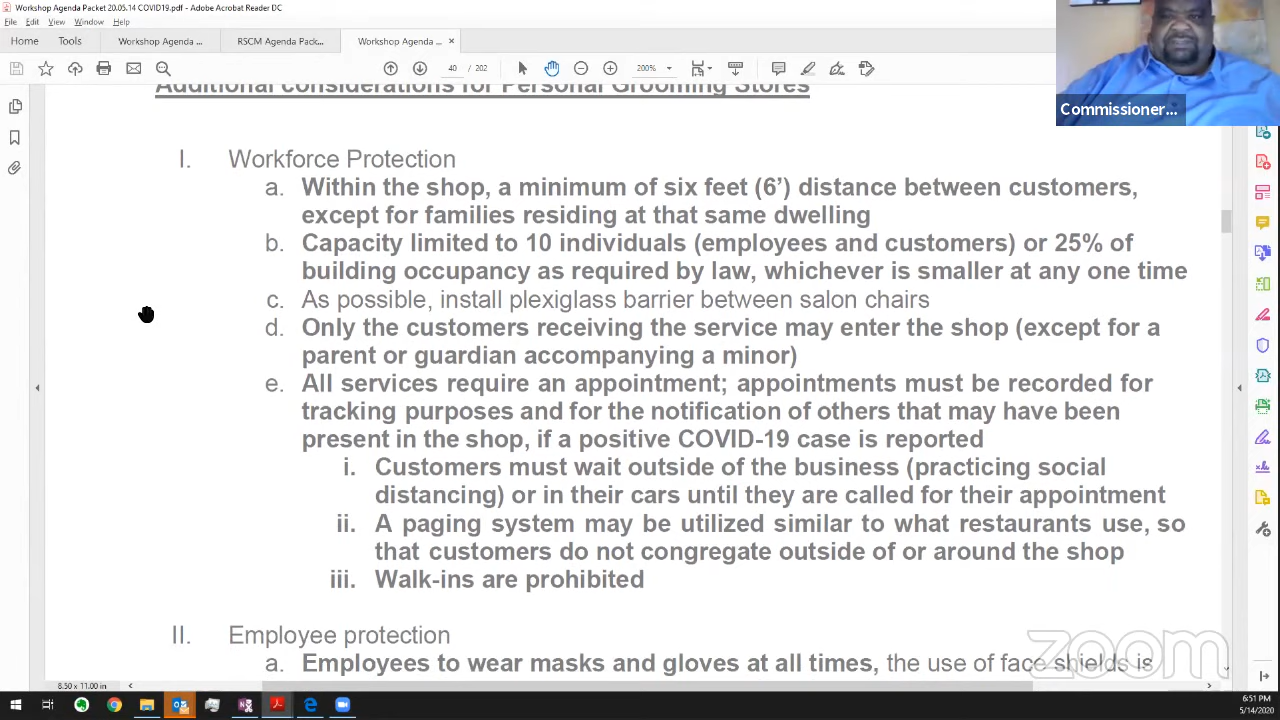 Workshop Agenda Packet 20.05.14 COVID19.pdf - Adobe Acrobat Reader DC
File Edit View Window Help
Home Tools Workshop Agenda ... RSCM Agenda Pack... Workshop Agenda ... ×
40 / 202 200%
Additional considerations for Personal Grooming Stores
Commissioner...
I. Workforce Protection
a. Within the shop, a minimum of six feet (6’) distance between customers,
except for families residing at that same dwelling
b. Capacity limited to 10 individuals (employees and customers) or 25% of
building occupancy as required by law, whichever is smaller at any one time
c. As possible, install plexiglass barrier between salon chairs
d. Only the customers receiving the service may enter the shop (except for a
parent or guardian accompanying a minor)
e. All services require an appointment; appointments must be recorded for
tracking purposes and for the notification of others that may have been
present in the shop, if a positive COVID-19 case is reported
i. Customers must wait outside of the business (practicing social
distancing) or in their cars until they are called for their appointment
ii. A paging system may be utilized similar to what restaurants use, so
that customers do not congregate outside of or around the shop
iii. Walk-ins are prohibited
II. Employee protection
a. Employees to wear masks and gloves at all times, the use of face shields is
zoom
8.50 x 11.00 in
6:51 PM
5/14/2020